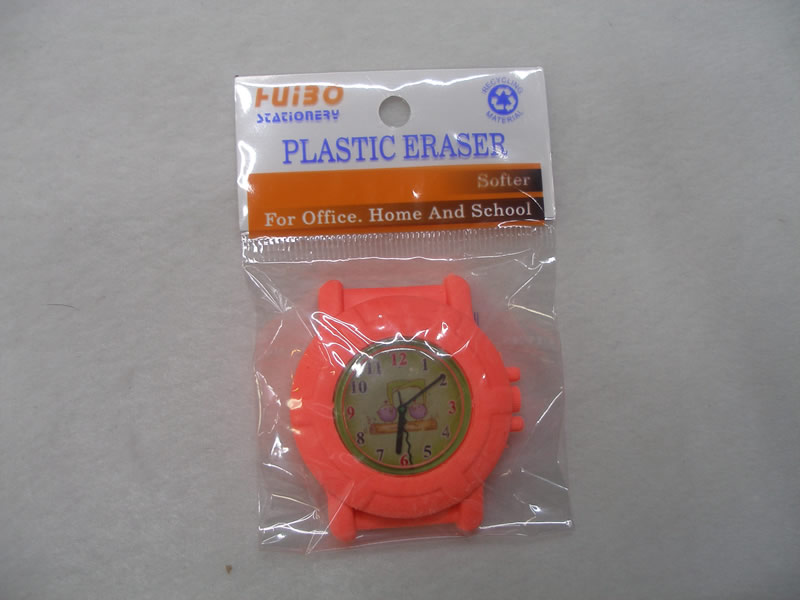 FUiBO
STATiONERY
RECYCLING
MATERIAL
PLASTIC ERASER
Softer
For Office. Home And School
12
11 1
10 2
9 3
8 4
7 5
6